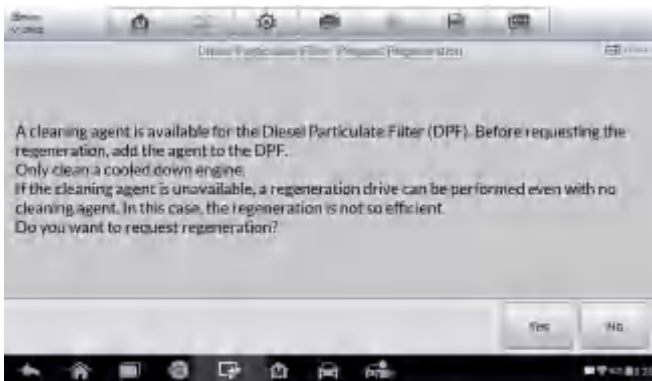 Diesel Particulate Filter: Request Regeneration
A cleaning agent is available for the Diesel Particulate Filter (DPF). Before requesting the
regeneration, add the agent to the DPF.
Only clean a cooled down engine.
If the cleaning agent is unavailable, a regeneration drive can be performed even with no
cleaning agent. In this case, the regeneration is not so efficient.
Do you want to request regeneration?
Yes
No